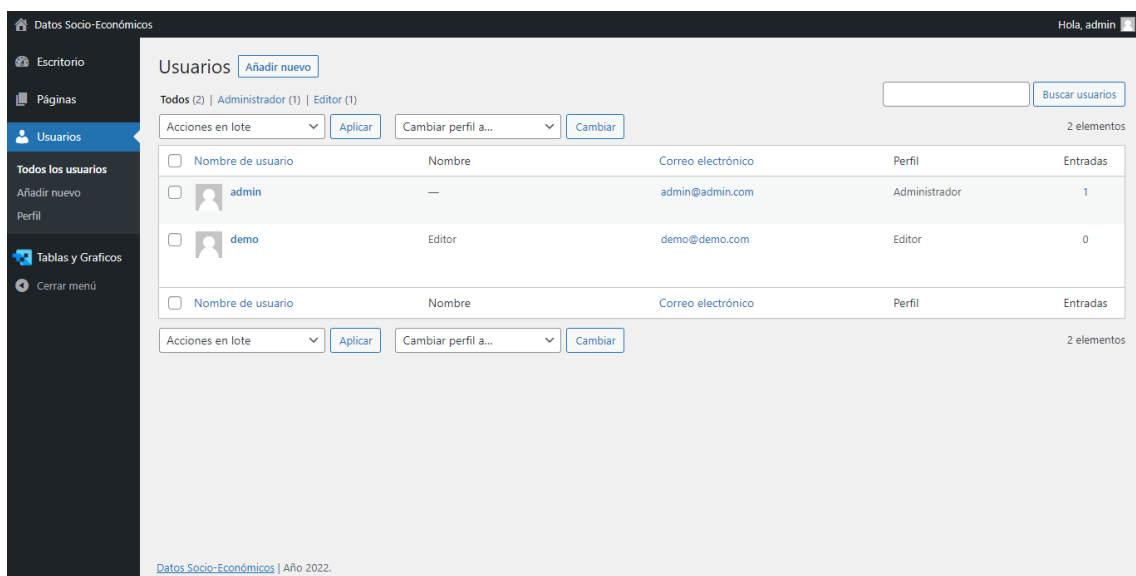 Datos Socio-Económicos
Hola, admin
Escritorio
Páginas
Usuarios
Todos los usuarios
Añadir nuevo
Perfil
Tablas y Graficos
Cerrar menú
Usuarios Añadir nuevo
Todos (2) | Administrador (1) | Editor (1)
Buscar usuarios
Acciones en lote Aplicar Cambiar perfil a... Cambiar 2 elementos
Nombre de usuario Nombre Correo electrónico Perfil Entradas
admin — admin@admin.com Administrador 1
demo Editor demo@demo.com Editor 0
Nombre de usuario Nombre Correo electrónico Perfil Entradas
Acciones en lote Aplicar Cambiar perfil a... Cambiar 2 elementos
Datos Socio-Económicos | Año 2022.